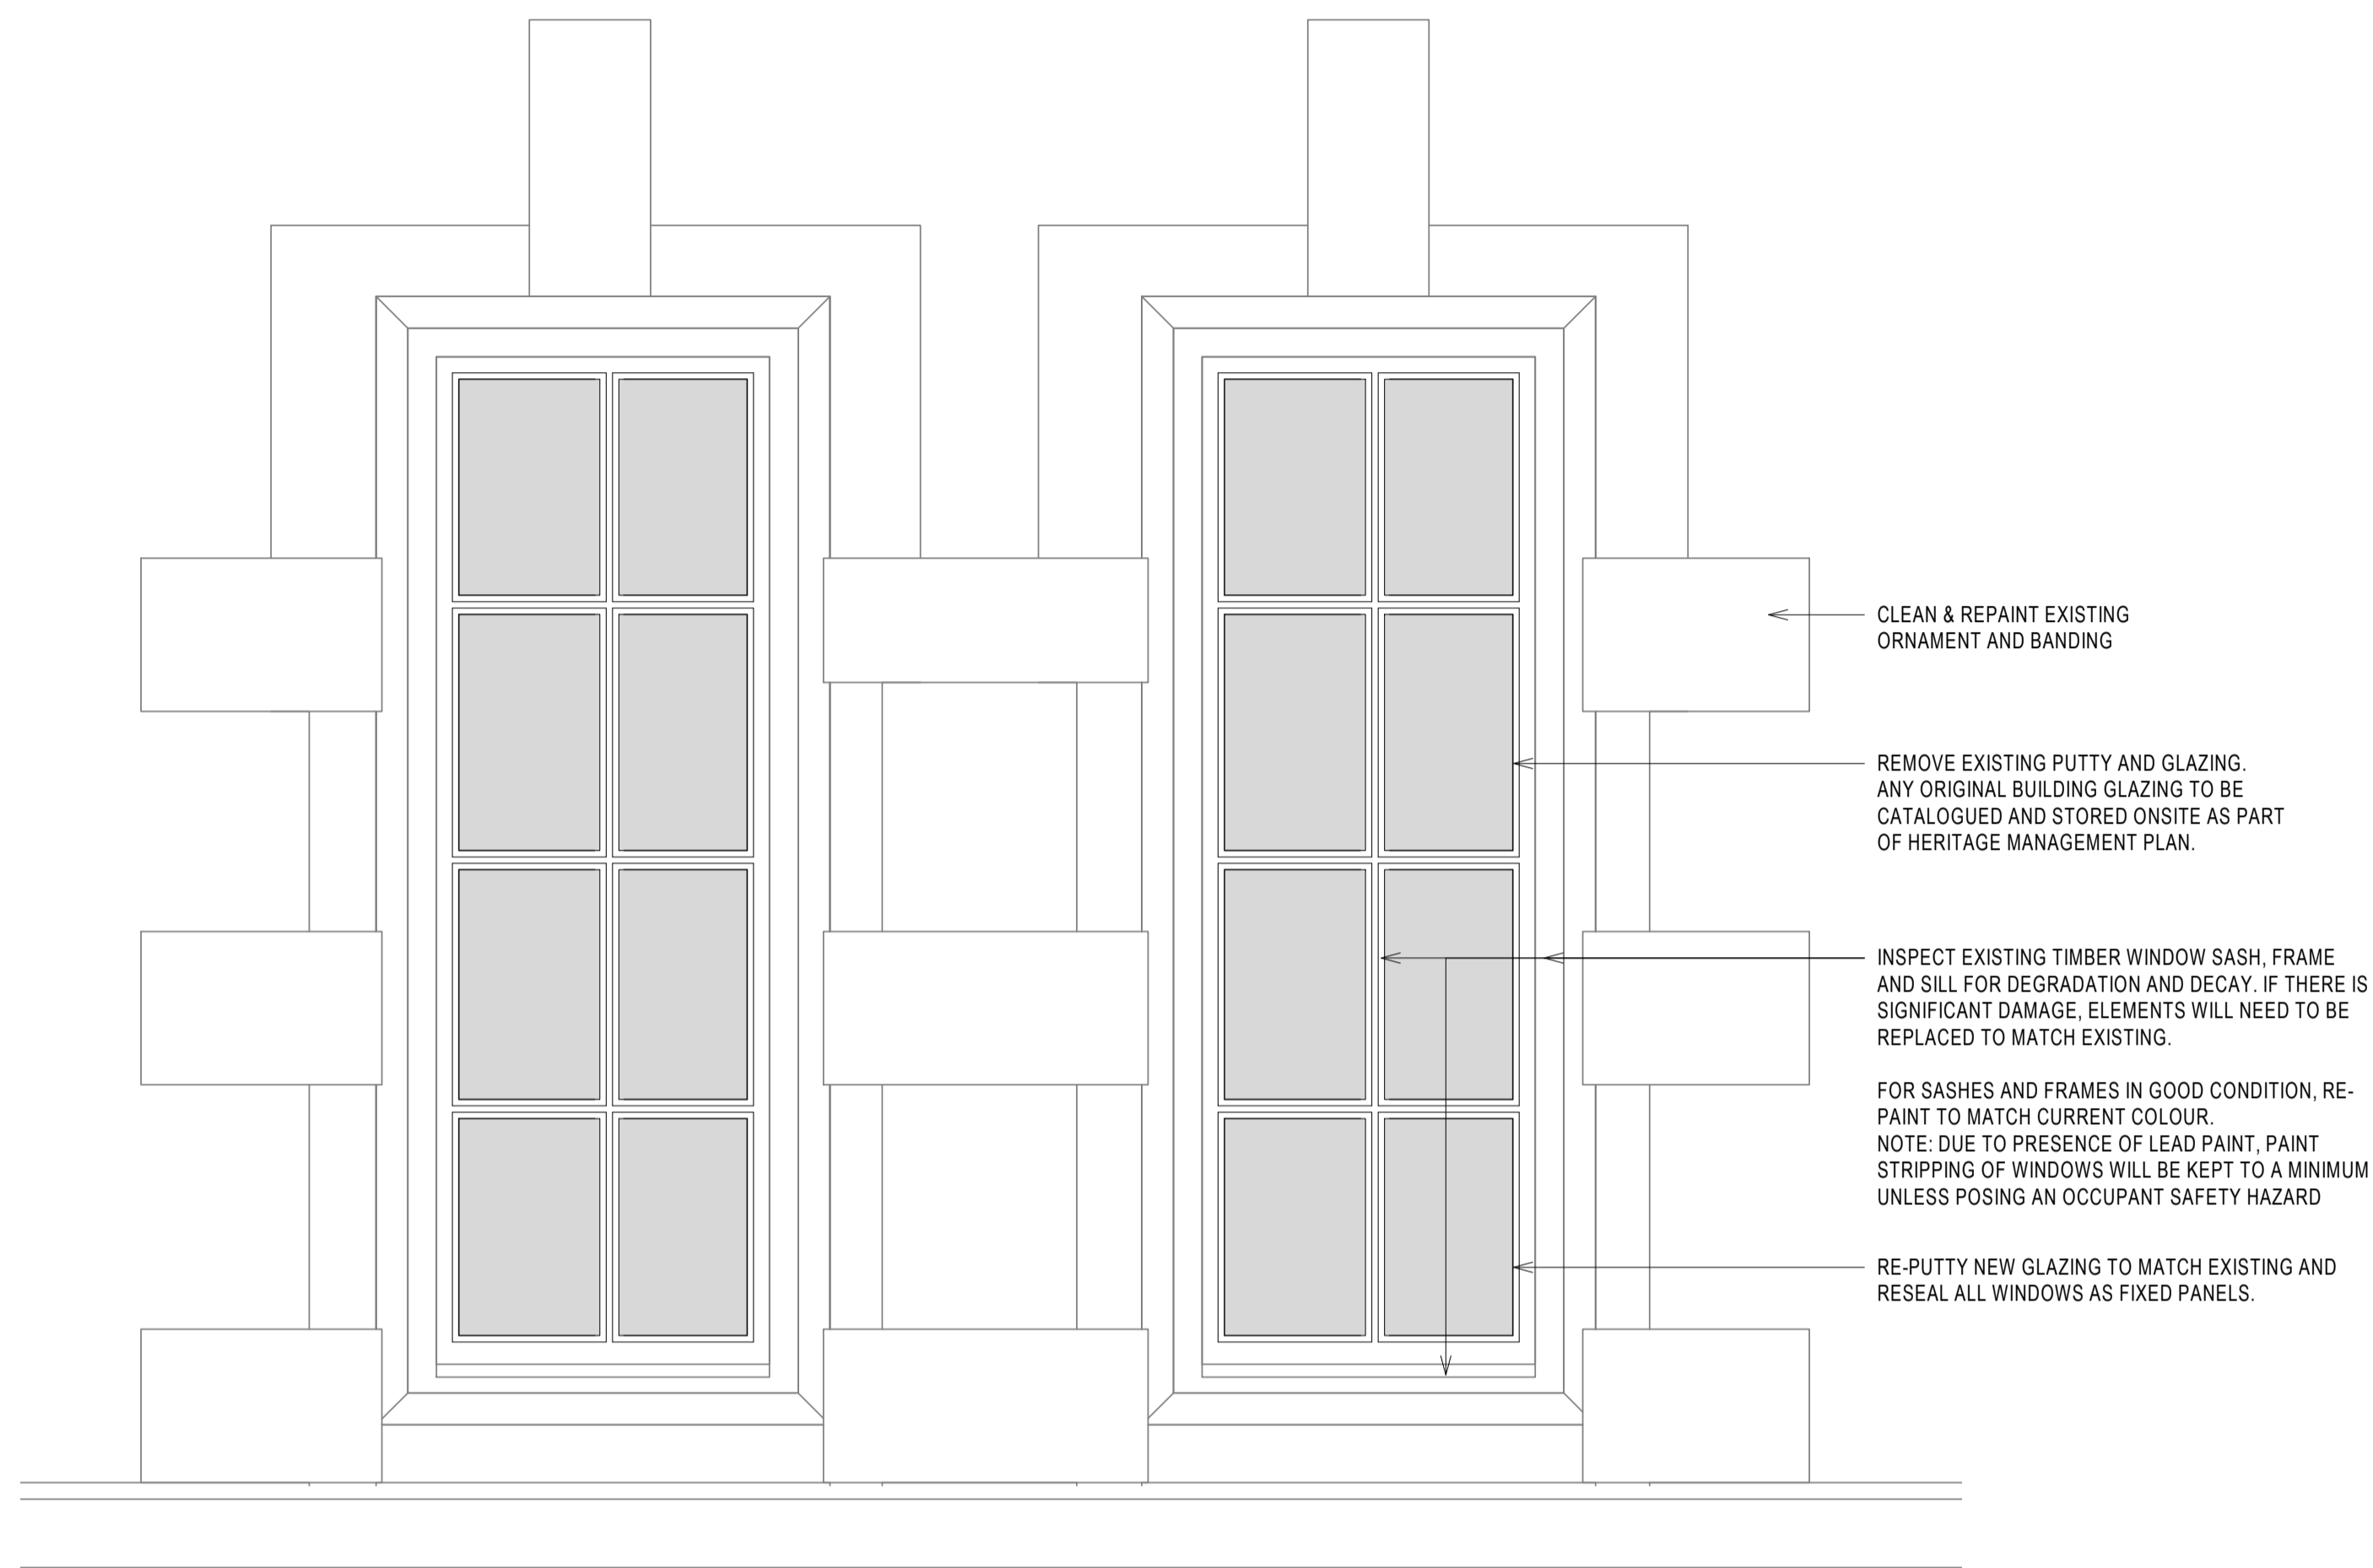 CLEAN & REPAINT EXISTING
ORNAMENT AND BANDING
REMOVE EXISTING PUTTY AND GLAZING.
ANY ORIGINAL BUILDING GLAZING TO BE
CATALOGUED AND STORED ONSITE AS PART
OF HERITAGE MANAGEMENT PLAN.
INSPECT EXISTING TIMBER WINDOW SASH, FRAME
AND SILL FOR DEGRADATION AND DECAY. IF THERE IS
SIGNIFICANT DAMAGE, ELEMENTS WILL NEED TO BE
REPLACED TO MATCH EXISTING.
FOR SASHES AND FRAMES IN GOOD CONDITION, RE-
PAINT TO MATCH CURRENT COLOUR.
NOTE: DUE TO PRESENCE OF LEAD PAINT, PAINT
STRIPPING OF WINDOWS WILL BE KEPT TO A MINIMUM
UNLESS POSING AN OCCUPANT SAFETY HAZARD
RE-PUTTY NEW GLAZING TO MATCH EXISTING AND
RESEAL ALL WINDOWS AS FIXED PANELS.